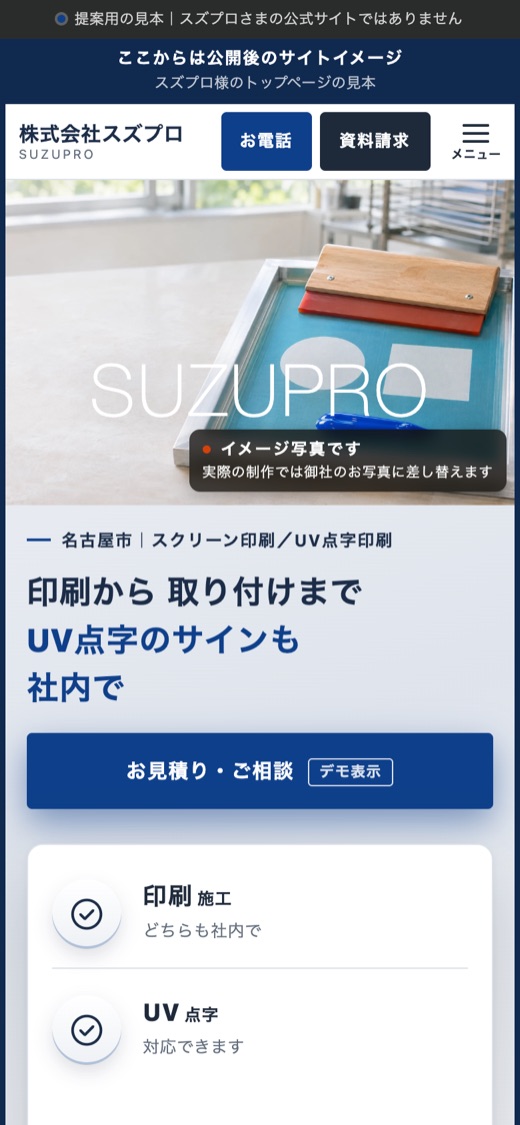 提案用の見本｜スズプロさまの公式サイトではありません
ここからは公開後のサイトイメージ
スズプロ様のトップページの見本
株式会社スズプロ
SUZUPRO
お電話
資料請求
メニュー
SUZUPRO
イメージ写真です
実際の制作では御社のお写真に差し替えます
名古屋市｜スクリーン印刷／UV点字印刷
印刷から 取り付けまで
UV点字のサインも
社内で
お見積り・ご相談 デモ表示
印刷 施工
どちらも社内で
UV 点字
対応できます